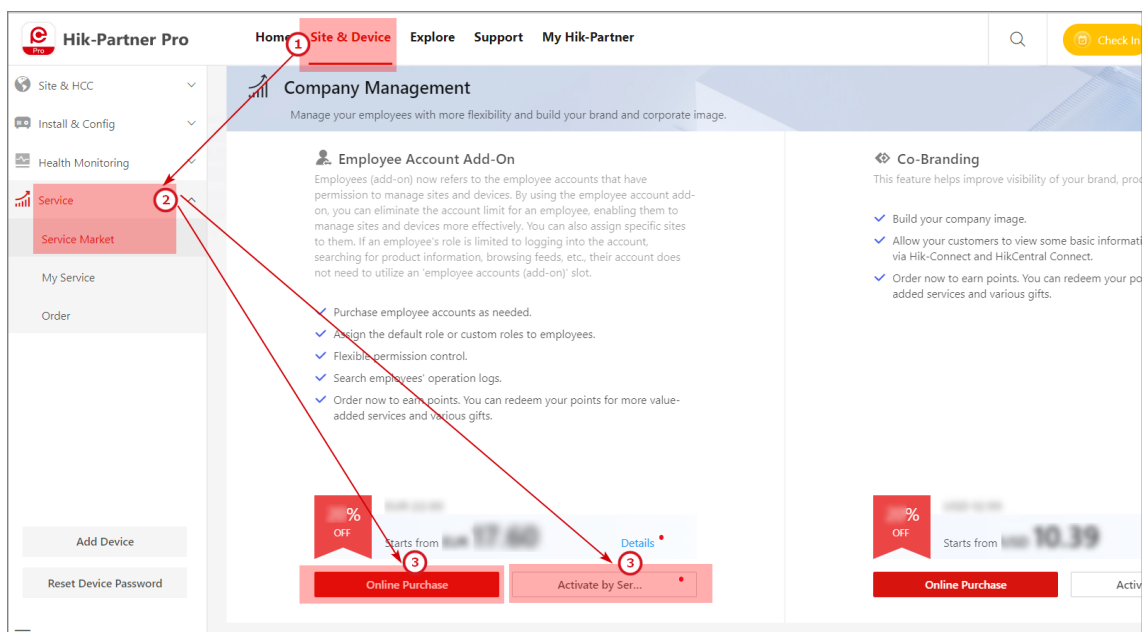 Pro
Hik-Partner Pro
Home
Site & Device
Explore
Support
My Hik-Partner
Check In
1
Site & HCC
Install & Config
Health Monitoring
Service
2
Service Market
My Service
Order
Add Device
Reset Device Password
Company Management
Manage your employees with more flexibility and build your brand and corporate image.
Employee Account Add-On
Employees (add-on) now refers to the employee accounts that have
permission to manage sites and devices. By using the employee account add-
on, you can eliminate the account limit for an employee, enabling them to
manage sites and devices more effectively. You can also assign specific sites
to them. If an employee's role is limited to logging into the account,
searching for product information, browsing feeds, etc., their account does
not need to utilize an 'employee accounts (add-on)' slot.
Purchase employee accounts as needed.
Assign the default role or custom roles to employees.
Flexible permission control.
Search employees' operation logs.
Order now to earn points. You can redeem your points for more value-
added services and various gifts.
%
OFF
Starts from EUR 17.60
Details
3
3
Online Purchase
Activate by Ser...
Co-Branding
This feature helps improve visibility of your brand, prod
Build your company image.
Allow your customers to view some basic informati
via Hik-Connect and HikCentral Connect.
Order now to earn points. You can redeem your po
added services and various gifts.
%
OFF
Starts from USD 10.39
Online Purchase
Activ